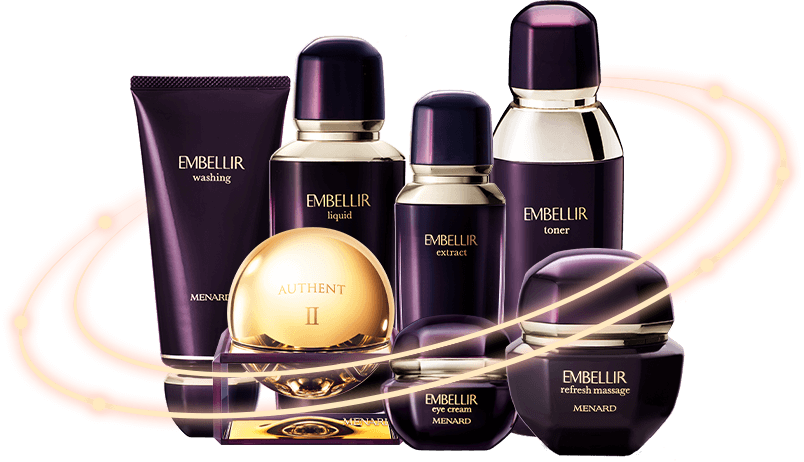 EMBELLIR
washing
MENARD
EMBELLIR
liquid
EMBELLIR
extract
EMBELLIR
toner
AUTHENT
II
MENARD
EMBELLIR
eye cream
MENARD
EMBELLIR
refresh massage
MENARD